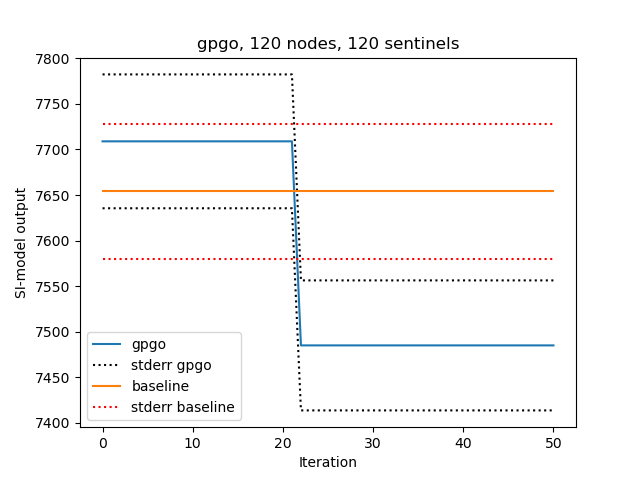 gpgo, 120 nodes, 120 sentinels
7800
7750
7700
7650
7600
7550
7500
7450
7400
SI-model output
gpgo
stderr gpgo
baseline
stderr baseline
0 10 20 30 40 50
Iteration